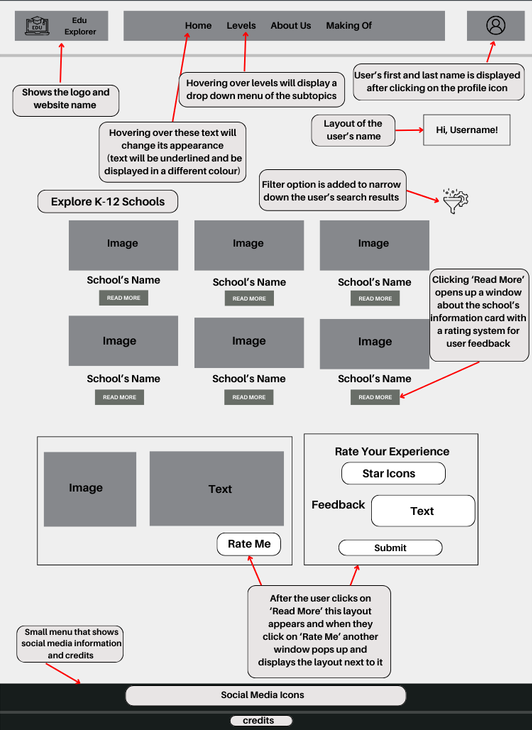 EDU
Edu
Explorer
Home
Levels
About Us
Making Of
Shows the logo and
website name
Hovering over levels will display a
drop down menu of the subtopics
User's first and last name is displayed
after clicking on the profile icon
Hovering over these text will
change its appearance
(text will be underlined and be
displayed in a different colour)
Layout of the
user's name
Hi, Username!
Filter option is added to narrow
down the user's search results
Explore K-12 Schools
Image
Image
Image
School's Name
School's Name
School's Name
READ MORE
READ MORE
READ MORE
Clicking 'Read More'
opens up a window
about the school's
information card with
a rating system for
user feedback
Image
Image
Image
School's Name
School's Name
School's Name
READ MORE
READ MORE
READ MORE
Image
Text
Rate Me
Rate Your Experience
Star Icons
Feedback
Text
Submit
After the user clicks on
'Read More' this layout
appears and when they
click on 'Rate Me' another
window pops up and
displays the layout next to it
Small menu that shows
social media information
and credits
Social Media Icons
credits